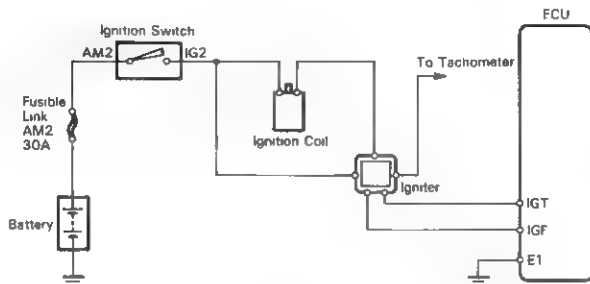 FCU
Ignition Switch
AM2
IG2
To Tachometer
Fusible
Link
AM2
30A
Ignition Coil
Igniter
IGT
Battery
IGF
E1